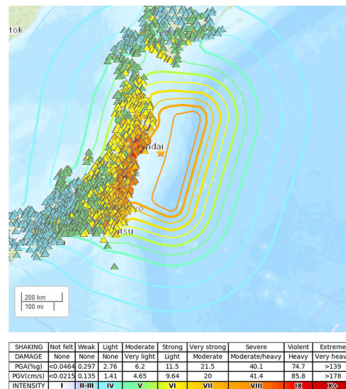 tok
ndai
tsu
200 km
100 mi
SHAKING Not felt Weak Light Moderate Strong Very strong Severe Violent Extreme
DAMAGE None None None Very light Light Moderate Moderate/heavy Heavy Very heav
PGA(%g) <0.0464 0.297 2.76 6.2 11.5 21.5 40.1 74.7 >139
PGV(cm/s) <0.0215 0.135 1.41 4.65 9.64 20 41.4 85.8 >178
INTENSITY I II-III IV V VI VII VIII IX X+